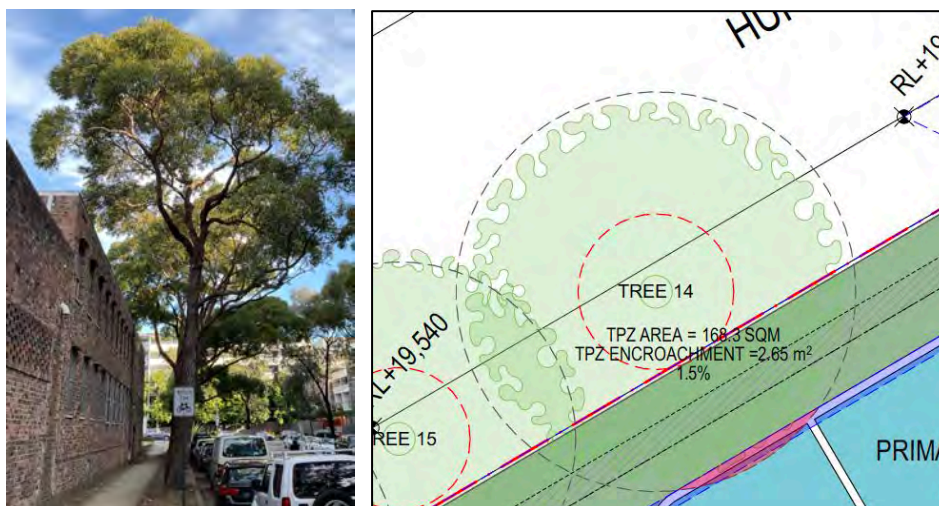 HU
RL+19
TREE 14
TPZ AREA = 168.3 SQM
TPZ ENCROACHMENT =2.65 m²
1.5%
RL+19,540
REE 15
PRIMA